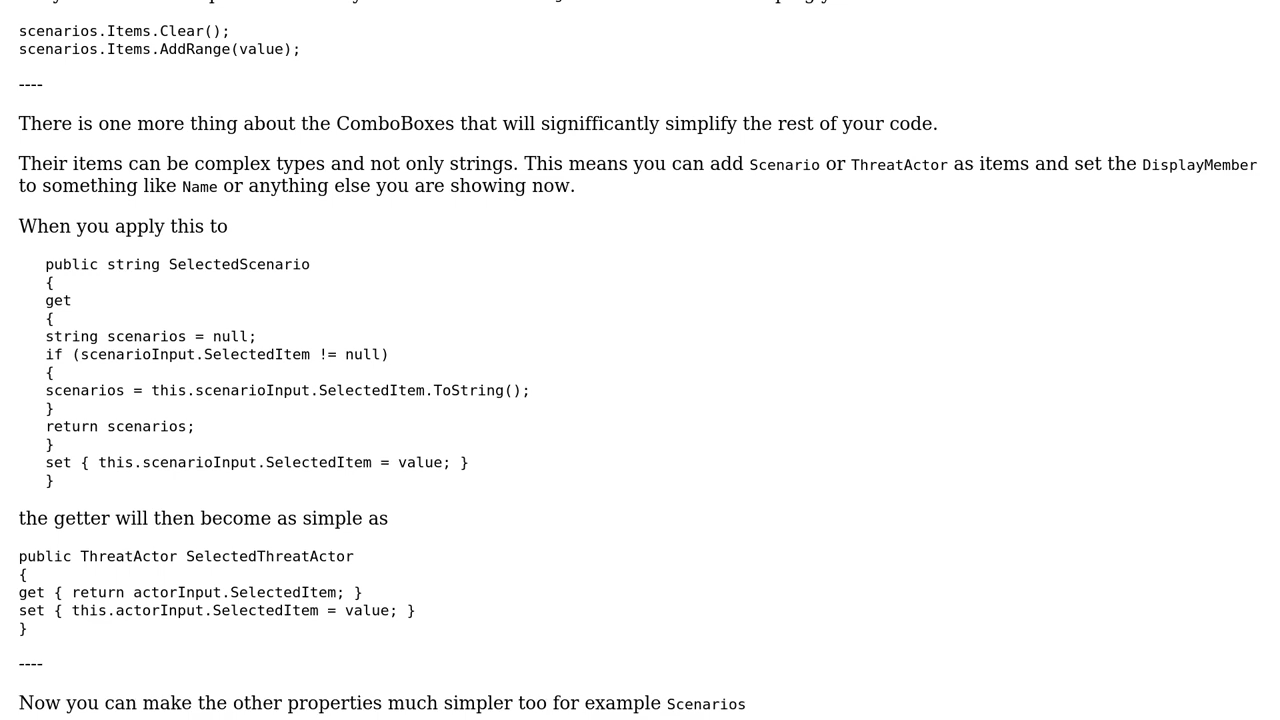 scenarios.Items.Clear();
scenarios.Items.AddRange(value);
----
There is one more thing about the ComboBoxes that will signifficantly simplify the rest of your code.
Their items can be complex types and not only strings. This means you can add Scenario or ThreatActor as items and set the DisplayMember
to something like Name or anything else you are showing now.
When you apply this to
public string SelectedScenario
{
get
{
string scenarios = null;
if (scenarioInput.SelectedItem != null)
{
scenarios = this.scenarioInput.SelectedItem.ToString();
}
return scenarios;
}
set { this.scenarioInput.SelectedItem = value; }
}
the getter will then become as simple as
public ThreatActor SelectedThreatActor
{
get { return actorInput.SelectedItem; }
set { this.actorInput.SelectedItem = value; }
}
----
Now you can make the other properties much simpler too for example Scenarios